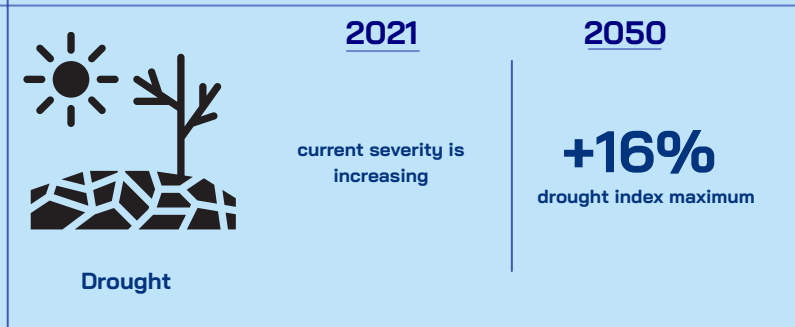 2021
2050
current severity is
increasing
+16%
drought index maximum
Drought